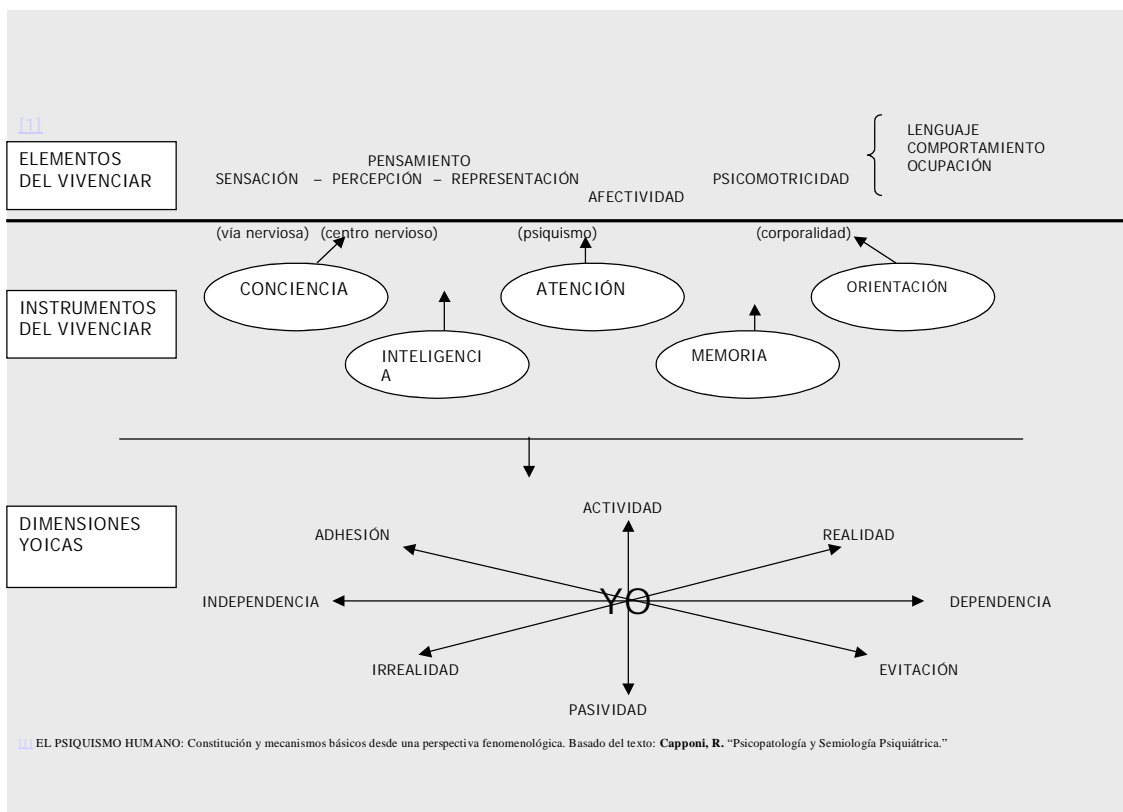 [1]
ELEMENTOS
DEL VIVENCIAR
PENSAMIENTO
SENSACIÓN – PERCEPCIÓN – REPRESENTACIÓN
AFECTIVIDAD
PSICOMOTRICIDAD
LENGUAJE
COMPORTAMIENTO
OCUPACIÓN
(vía nerviosa) (centro nervioso) (psiquismo) (corporalidad)
INSTRUMENTOS
DEL VIVENCIAR
CONCIENCIA
ATENCIÓN
ORIENTACIÓN
INTELIGENCI
A
MEMORIA
DIMENSIONES
YOICAS
ACTIVIDAD
ADHESIÓN
REALIDAD
INDEPENDENCIA
YO
DEPENDENCIA
IRREALIDAD
EVITACIÓN
PASIVIDAD
[1] EL PSIQUISMO HUMANO: Constitución y mecanismos básicos desde una perspectiva fenomenológica. Basado del texto: Capponi, R. “Psicopatología y Semiología Psiquiátrica.”